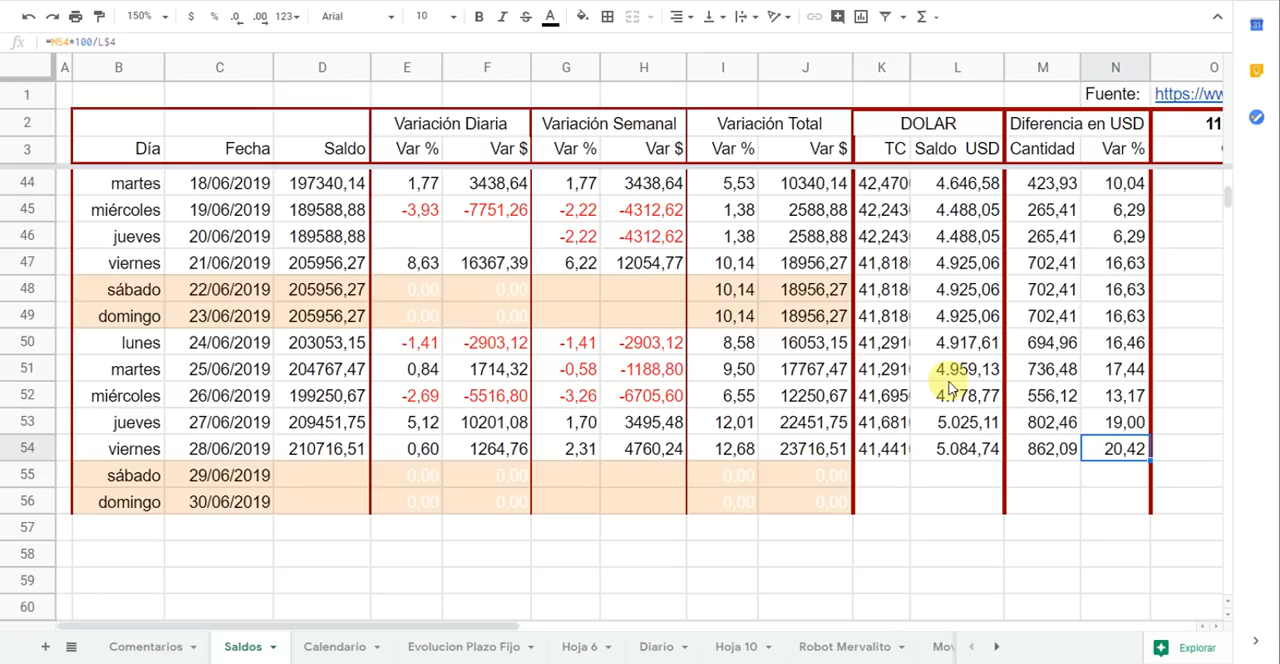 150% $ % .0 .00 123 Arial 10 B I S A
fx =M54*100/L$4
A B C D E F G H I J K L M N O
1 Fuente: https://ww
2 Variación Diaria Variación Semanal Variación Total DOLAR Diferencia en USD 11
3 Día Fecha Saldo Var % Var $ Var % Var $ Var % Var $ TC Saldo USD Cantidad Var %
44 martes 18/06/2019 197340,14 1,77 3438,64 1,77 3438,64 5,53 10340,14 42,470 4.646,58 423,93 10,04
45 miércoles 19/06/2019 189588,88 -3,93 -7751,26 -2,22 -4312,62 1,38 2588,88 42,243 4.488,05 265,41 6,29
46 jueves 20/06/2019 189588,88 -2,22 -4312,62 1,38 2588,88 42,243 4.488,05 265,41 6,29
47 viernes 21/06/2019 205956,27 8,63 16367,39 6,22 12054,77 10,14 18956,27 41,818 4.925,06 702,41 16,63
48 sábado 22/06/2019 205956,27 0,00 0,00 10,14 18956,27 41,818 4.925,06 702,41 16,63
49 domingo 23/06/2019 205956,27 0,00 0,00 10,14 18956,27 41,818 4.925,06 702,41 16,63
50 lunes 24/06/2019 203053,15 -1,41 -2903,12 -1,41 -2903,12 8,58 16053,15 41,291 4.917,61 694,96 16,46
51 martes 25/06/2019 204767,47 0,84 1714,32 -0,58 -1188,80 9,50 17767,47 41,291 4.959,13 736,48 17,44
52 miércoles 26/06/2019 199250,67 -2,69 -5516,80 -3,26 -6705,60 6,55 12250,67 41,695 4.778,77 556,12 13,17
53 jueves 27/06/2019 209451,75 5,12 10201,08 1,70 3495,48 12,01 22451,75 41,681 5.025,11 802,46 19,00
54 viernes 28/06/2019 210716,51 0,60 1264,76 2,31 4760,24 12,68 23716,51 41,441 5.084,74 862,09 20,42
55 sábado 29/06/2019 0,00 0,00 0,00 0,00
56 domingo 30/06/2019 0,00 0,00 0,00 0,00
57
58
59
60
Comentarios Saldos Calendario Evolucion Plazo Fijo Hoja 6 Diario Hoja 10 Robot Mervalito Mov Explorar